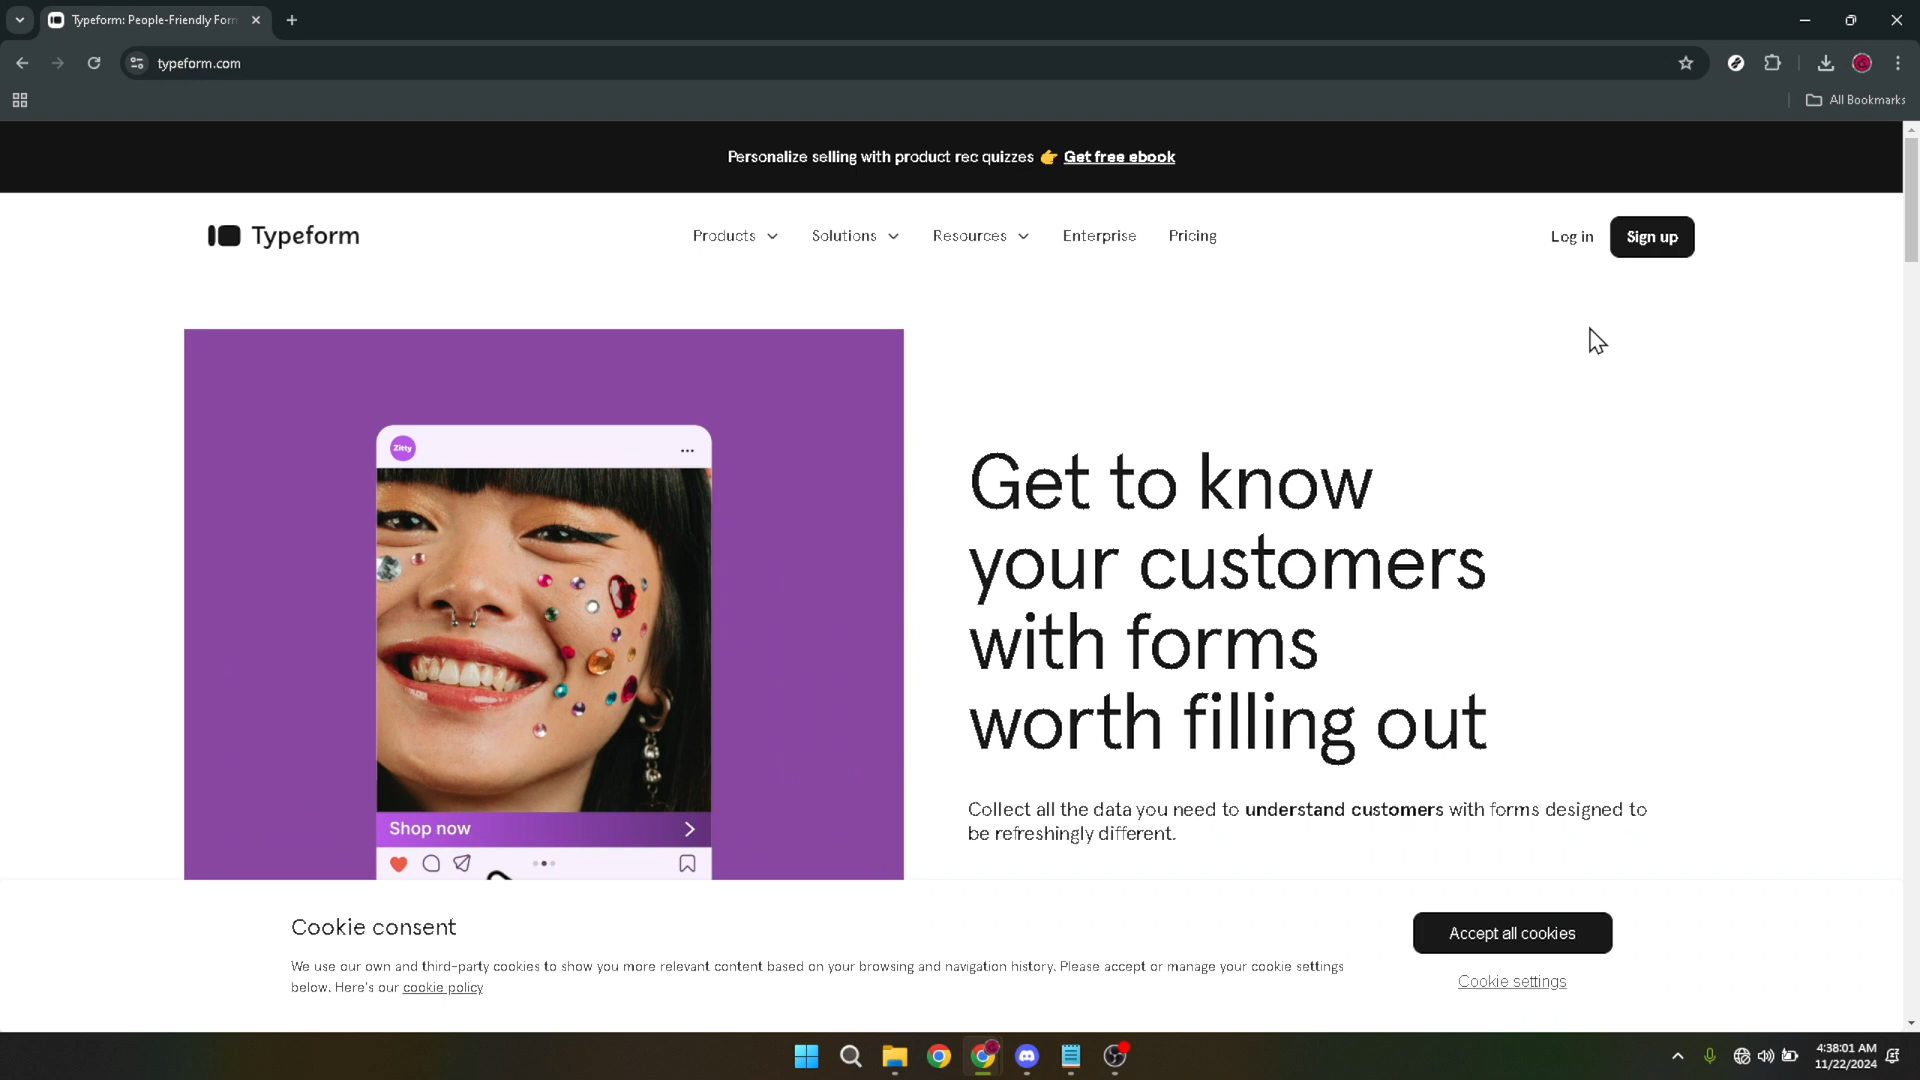 Typeform: People-Friendly Forn
typeform.com
All Bookmarks
Personalize selling with product rec quizzes 👉 Get free ebook
Typeform
Products
Solutions
Resources
Enterprise
Pricing
Log in
Sign up
Zitty
Shop now
Get to know
your customers
with forms
worth filling out
Collect all the data you need to understand customers with forms designed to
be refreshingly different.
Cookie consent
We use our own and third-party cookies to show you more relevant content based on your browsing and navigation history. Please accept or manage your cookie settings
below. Here's our cookie policy
Accept all cookies
Cookie settings
4:38:01 AM
11/22/2024